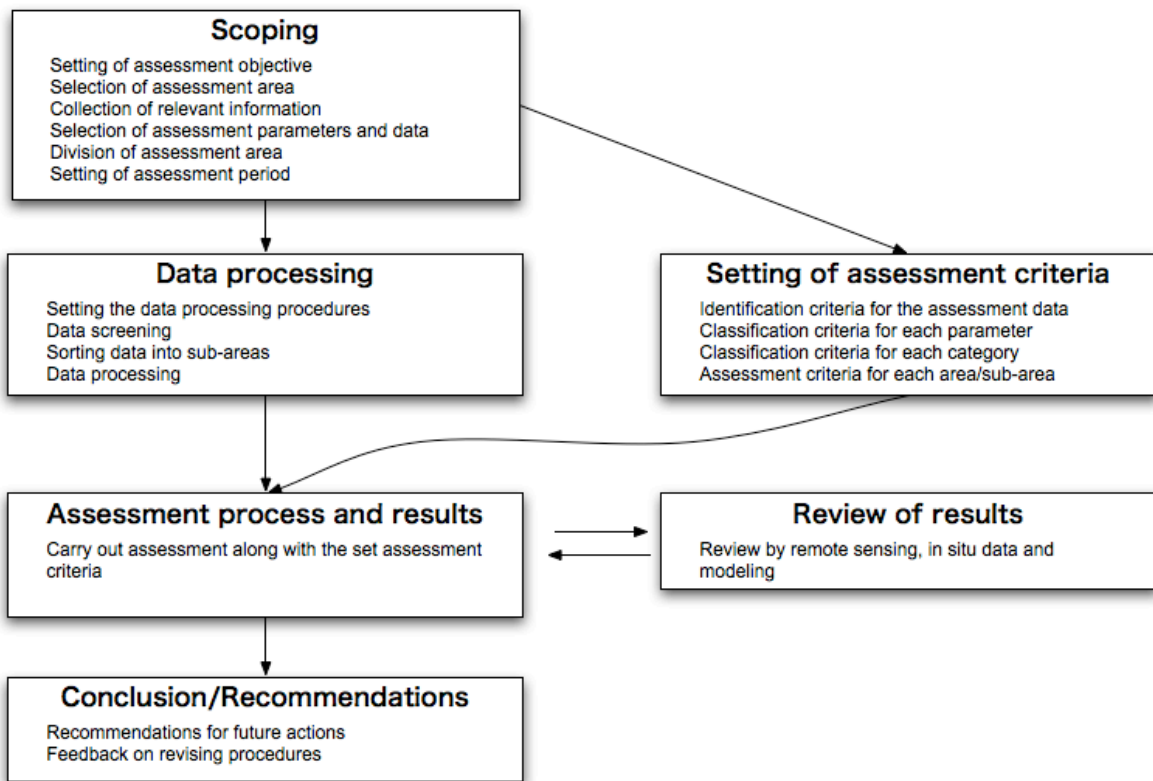 Scoping
Setting of assessment objective
Selection of assessment area
Collection of relevant information
Selection of assessment parameters and data
Division of assessment area
Setting of assessment period
Data processing
Setting the data processing procedures
Data screening
Sorting data into sub-areas
Data processing
Setting of assessment criteria
Identification criteria for the assessment data
Classification criteria for each parameter
Classification criteria for each category
Assessment criteria for each area/sub-area
Assessment process and results
Carry out assessment along with the set assessment
criteria
Review of results
Review by remote sensing, in situ data and
modeling
Conclusion/Recommendations
Recommendations for future actions
Feedback on revising procedures